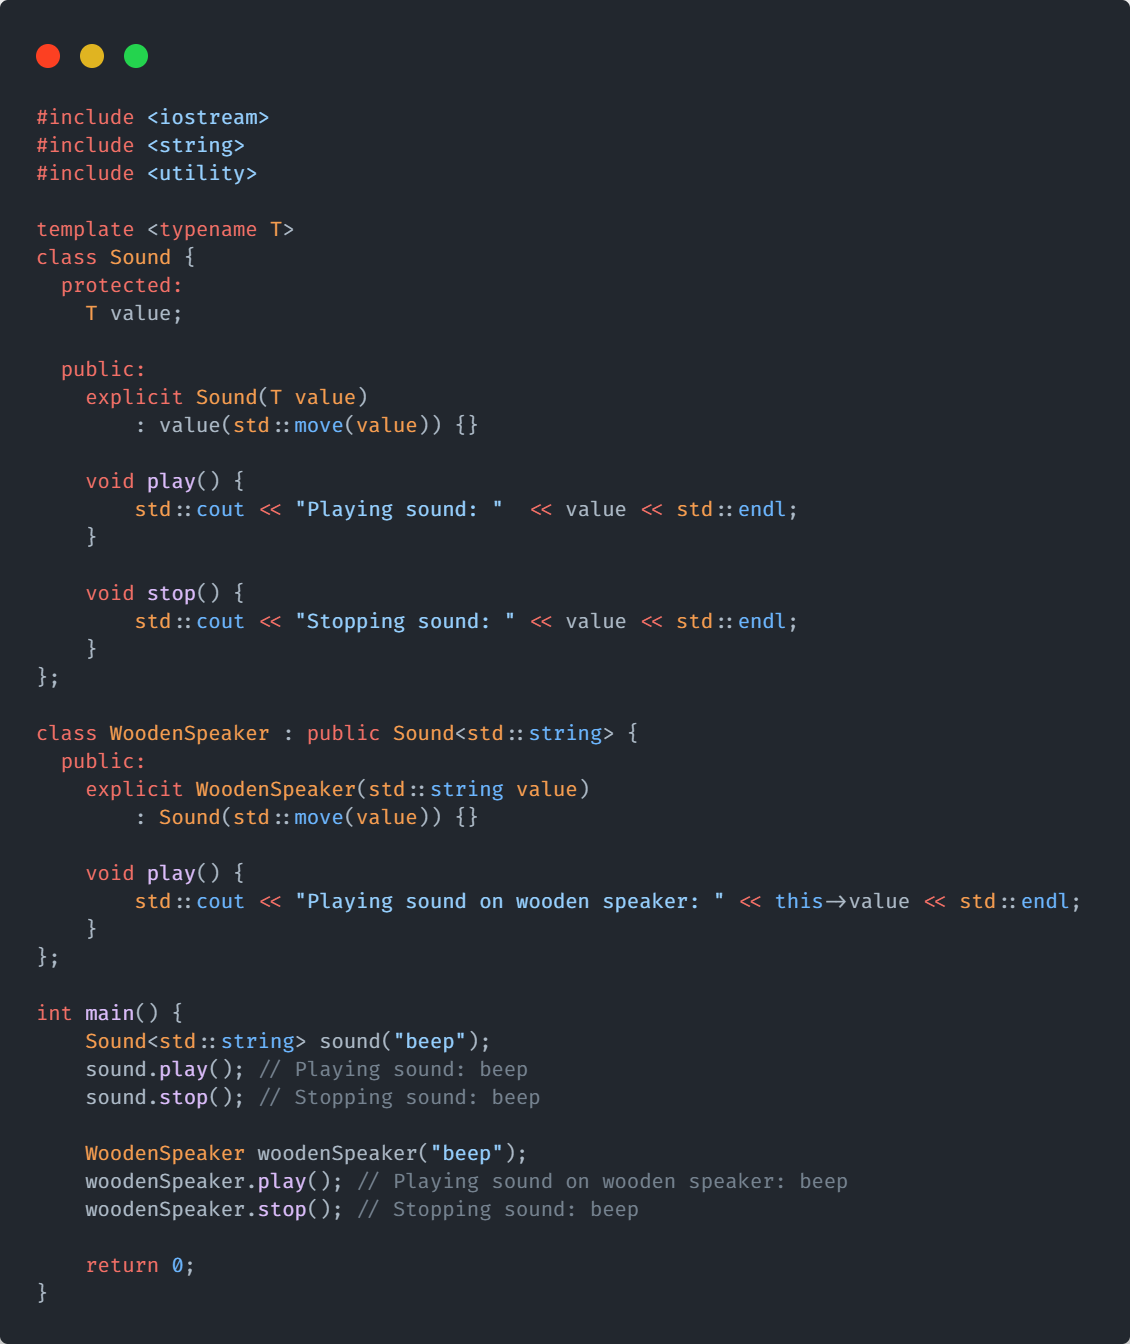 #include <iostream>
#include <string>
#include <utility>

template <typename T>
class Sound {
  protected:
    T value;

  public:
    explicit Sound(T value)
        : value(std::move(value)) {}

    void play() {
        std::cout << "Playing sound: "  << value << std::endl;
    }

    void stop() {
        std::cout << "Stopping sound: " << value << std::endl;
    }
};

class WoodenSpeaker : public Sound<std::string> {
  public:
    explicit WoodenSpeaker(std::string value)
        : Sound(std::move(value)) {}

    void play() {
        std::cout << "Playing sound on wooden speaker: " << this->value << std::endl;
    }
};

int main() {
    Sound<std::string> sound("beep");
    sound.play(); // Playing sound: beep
    sound.stop(); // Stopping sound: beep

    WoodenSpeaker woodenSpeaker("beep");
    woodenSpeaker.play(); // Playing sound on wooden speaker: beep
    woodenSpeaker.stop(); // Stopping sound: beep

    return 0;
}